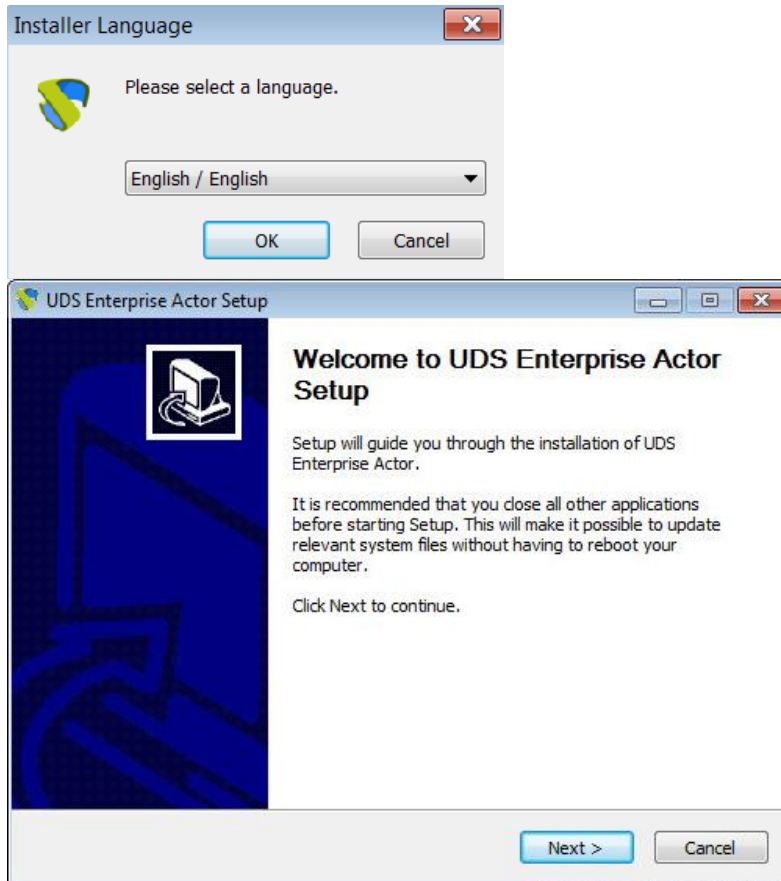 Installer Language
Please select a language.
English / English
OK Cancel
UDS Enterprise Actor Setup
Welcome to UDS Enterprise Actor
Setup
Setup will guide you through the installation of UDS
Enterprise Actor.
It is recommended that you close all other applications
before starting Setup. This will make it possible to update
relevant system files without having to reboot your
computer.
Click Next to continue.
Next > Cancel